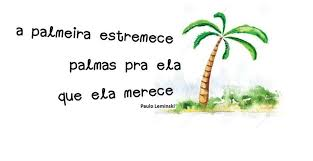 a palmeira estremece
palmas pra ela
que ela merece
Paulo Leminski